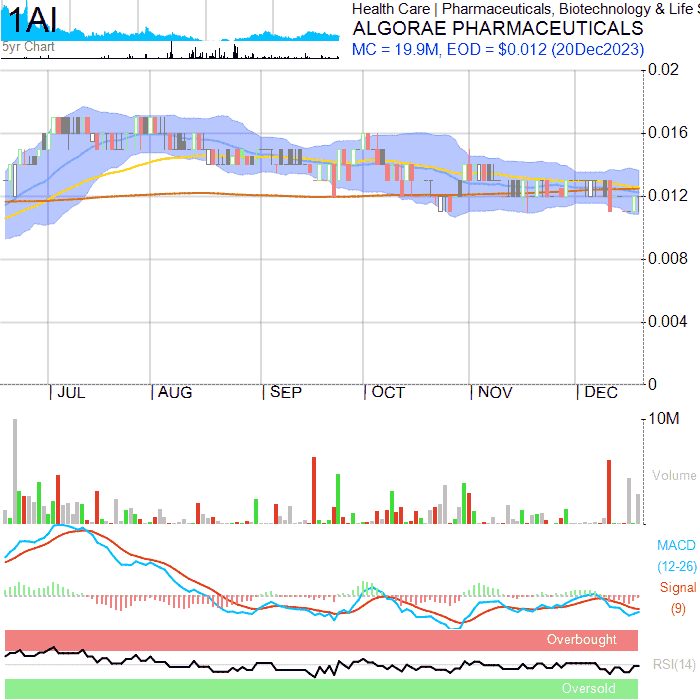 1AI
5yr Chart
Health Care | Pharmaceuticals, Biotechnology & Life S
ALGORAE PHARMACEUTICALS
MC = 19.9M, EOD = $0.012 (20Dec2023)
0.02
0.016
0.012
0.008
0.004
0
JUL AUG SEP OCT NOV DEC
10M
Volume
MACD
(12-26)
Signal
(9)
Overbought
RSI(14)
Oversold